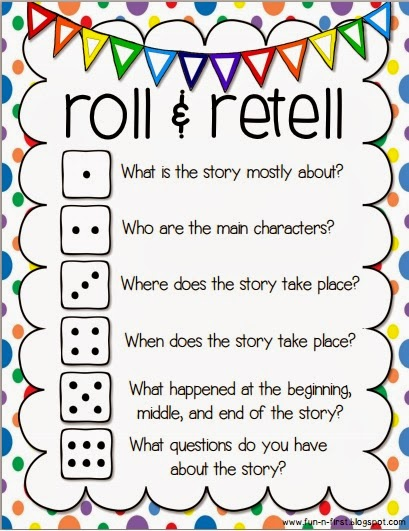 roll & retell
What is the story mostly about?
Who are the main characters?
Where does the story take place?
When does the story take place?
What happened at the beginning,
middle, and end of the story?
What questions do you have
about the story?
www.fun-n-first.blogspot.com